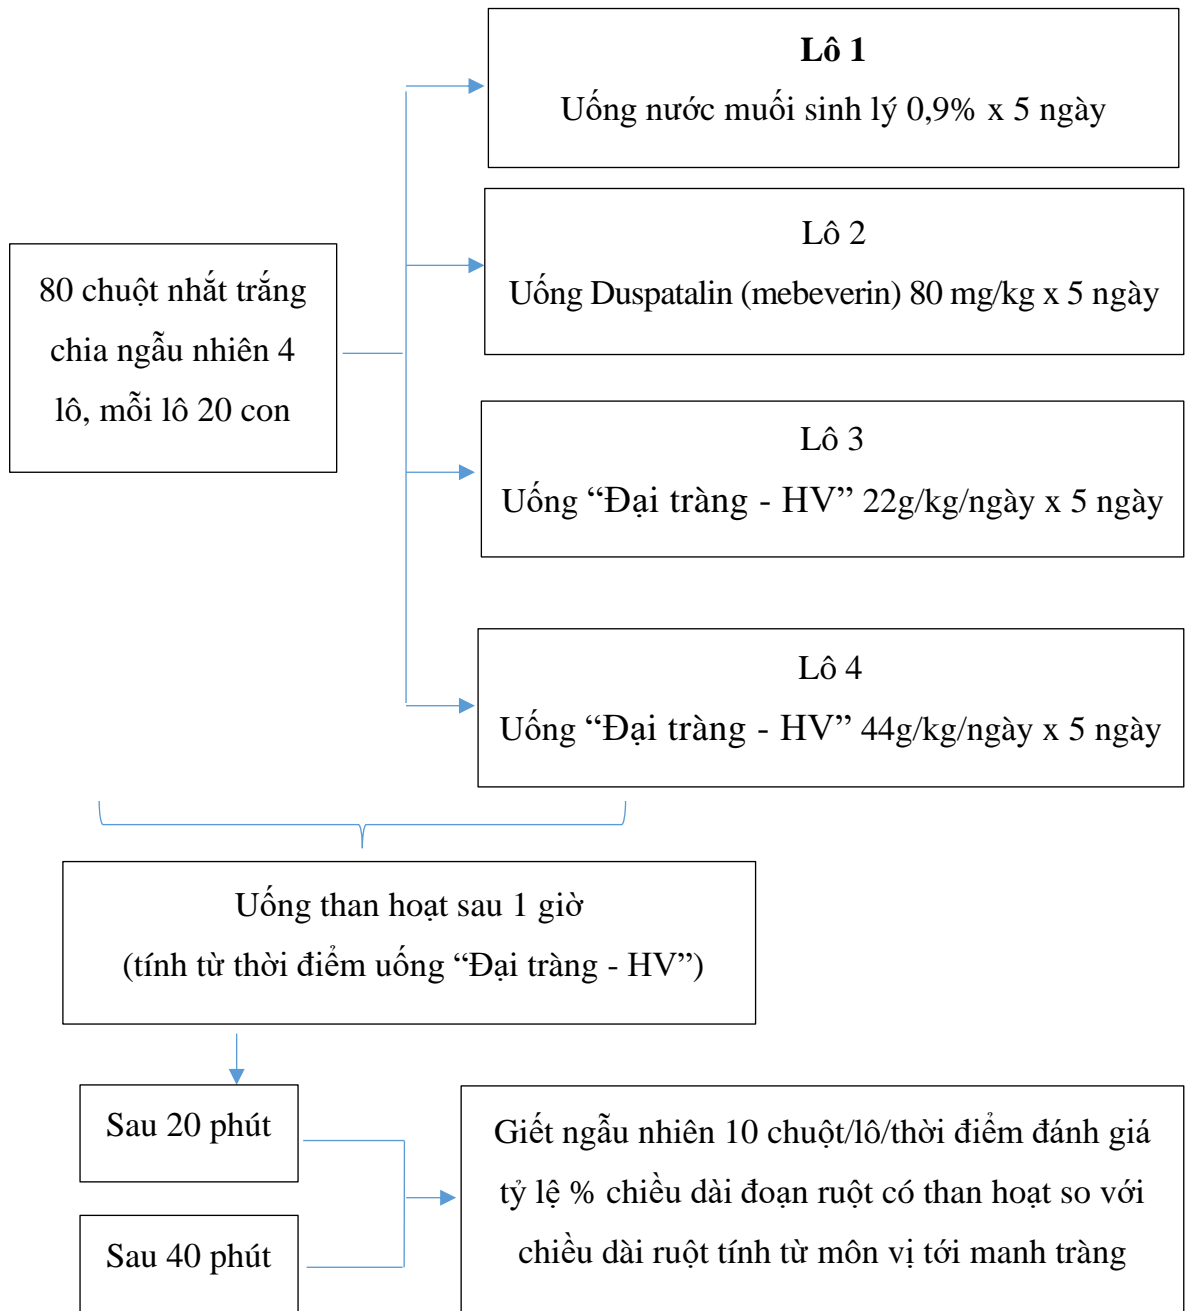 80 chuột nhắt trắng
chia ngẫu nhiên 4
lô, mỗi lô 20 con
Lô 1
Uống nước muối sinh lý 0,9% x 5 ngày
Lô 2
Uống Duspatalin (mebeverin) 80 mg/kg x 5 ngày
Lô 3
Uống “Đại tràng - HV” 22g/kg/ngày x 5 ngày
Lô 4
Uống “Đại tràng - HV” 44g/kg/ngày x 5 ngày
Uống than hoạt sau 1 giờ
(tính từ thời điểm uống “Đại tràng - HV”)
Sau 20 phút
Sau 40 phút
Giết ngẫu nhiên 10 chuột/lô/thời điểm đánh giá
tỷ lệ % chiều dài đoạn ruột có than hoạt so với
chiều dài ruột tính từ môn vị tới manh tràng